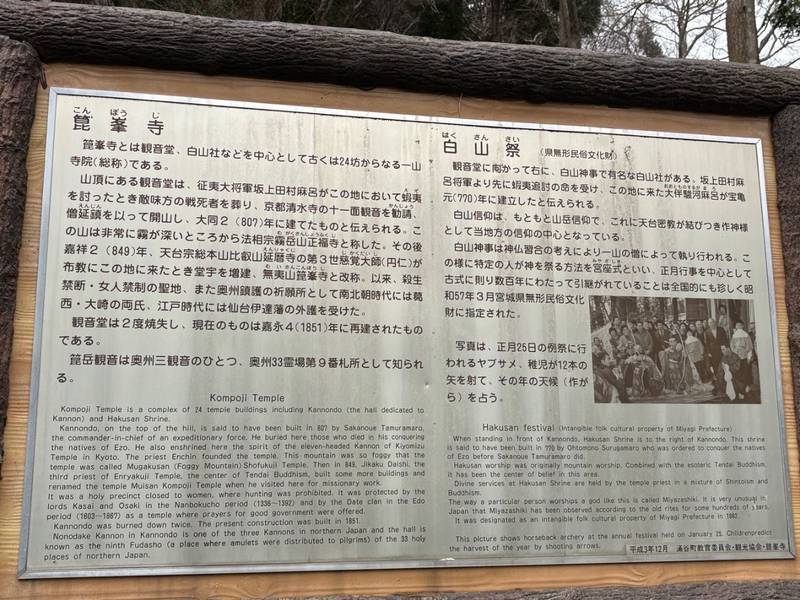 こん ぼう じ
箆峯寺
箆峯寺とは観音堂、白山社などを中心として古くは24坊からなる一山
寺院(総称)である。
山頂にある観音堂は、征夷大将軍坂上田村麻呂がこの地において蝦夷
を討ったとき敵味方の戦死者を葬り、京都清水寺の十一面観音を勧請、
僧延鎮を以って開山し、大同2(807)年に建てたものと伝えられる。こ
の山は非常に霧が深いところから法相宗霧岳山正福寺と称した。その後
嘉祥2(849)年、天台宗総本山比叡山延暦寺の第3世慈覚大師(円仁)が
布教にこの地に来たとき堂宇を増建、無夷山箆峯寺と改称。以来、殺生
禁断・女人禁制の聖地、また奥州鎮護の祈願所として南北朝時代には葛
西・大崎の両氏、江戸時代には仙台伊達藩の外護を受けた。
観音堂は2度焼失し、現在のものは嘉永4(1851)年に再建されたもの
である。
箆岳観音は奥州三観音のひとつ、奥州33霊場第9番札所として知られ
る。
Kompoji Temple
Kompoji Temple is a complex of 24 temple buildings including Kannondo (the hall dedicated to
Kannon) and Hakusan Shrine.
Kannondo, on the top of the hill, is said to have been built in 807 by Sakanoue Tamuramaro,
the commander-in-chief of an expeditionary force. He buried here those who died in his conquering
the natives of Ezo. He also enshrined here the spirit of the eleven-headed Kannon of Kiyomizu
Temple in Kyoto. The priest Enchin founded the temple. This mountain was so foggy that the
temple was called Mugakusan (Foggy Mountain) Shofukuji Temple. Then in 849, Jikaku Daishi, the
third priest of Enryakuji Temple, the center of Tendai Buddhism, built some more buildings and
renamed the temple Muisan Kompoji Temple when he visited here for missionary work.
It was a holy precinct closed to women, where hunting was prohibited. It was protected by the
lords Kasai and Osaki in the Nanbokucho period (1336~1392) and by the Date clan in the Edo
period (1603~1867) as a temple where prayers for good government were offered.
Kannondo was burned down twice. The present construction was built in 1851.
Nonodake Kannon in Kannondo is one of the three Kannons in northern Japan and the hall is
known as the ninth Fudasho (a place where amulets were distributed to pilgrims) of the 33 holy
places of northern Japan.
はく さん さい
白山祭 (県無形民俗文化財)
観音堂に向かって右に、白山神事で有名な白山社がある。坂上田村麻
呂将軍より先に蝦夷追討の命を受け、この地に来た大伴駿河麻呂が宝亀
元(770)年に建立したと伝えられる。
白山信仰は、もともと山岳信仰で、これに天台密教が結びつき作神様
として当地方の信仰の中心となっている。
白山神事は神仏習合の考えにより一山の僧によって執り行われる。こ
の様に特定の人が神を祭る方法を宮座式といい、正月行事を中心として
古式に則り数百年にわたって引継がれていることは全国的にも珍しく昭
和57年3月宮城県無形民俗文化
財に指定された。
写真は、正月25日の例祭に行
われるヤブサメ、稚児が12本の
矢を射て、その年の天候(作が
ら)を占う。
Hakusan festival (Intangible folk cultural property of Miyagi Prefecture)
When standing in front of Kannondo, Hakusan Shrine is to the right of Kannondo. This shrine
is said to have been built in 770 by Ohtomono Surugamaro who was ordered to conquer the natives
of Ezo before Sakanoue Tamuramaro did.
Hakusan worship was originally mountain worship. Combined with the esoteric Tendai Buddhism,
it has been the center of belief in this area.
Divine services at Hakusan Shrine are held by the temple priest in a mixture of Shintoism and
Buddhism.
The way a particular person worships a god like this is called Miyazashiki. It is very unusual in
Japan that Miyazashiki has been observed according to the old rites for some hundreds of years.
It was designated as an intangible folk cultural property of Miyagi Prefecture in 1982.
This picture shows horseback archery at the annual festival held on January 25. Childrenpredict
the harvest of the year by shooting arrows.
平成3年12月 涌谷町教育委員会・観光協会・箆峯寺